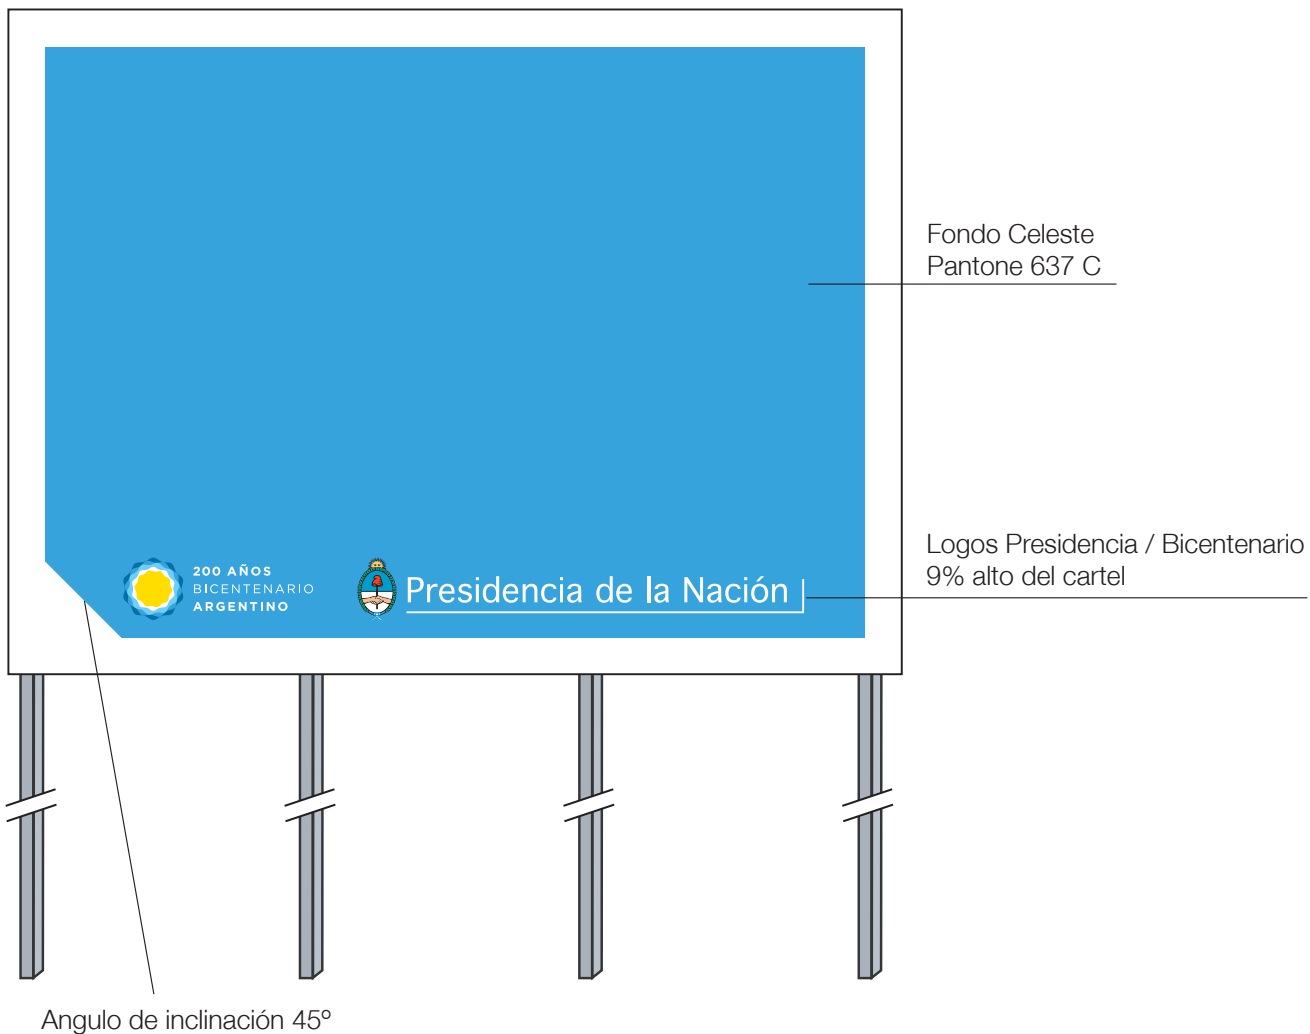 Fondo Celeste
Pantone 637 C
Logos Presidencia / Bicentenario
9% alto del cartel
200 AÑOS
BICENTENARIO
ARGENTINO
Presidencia de la Nación
Angulo de inclinación 45º